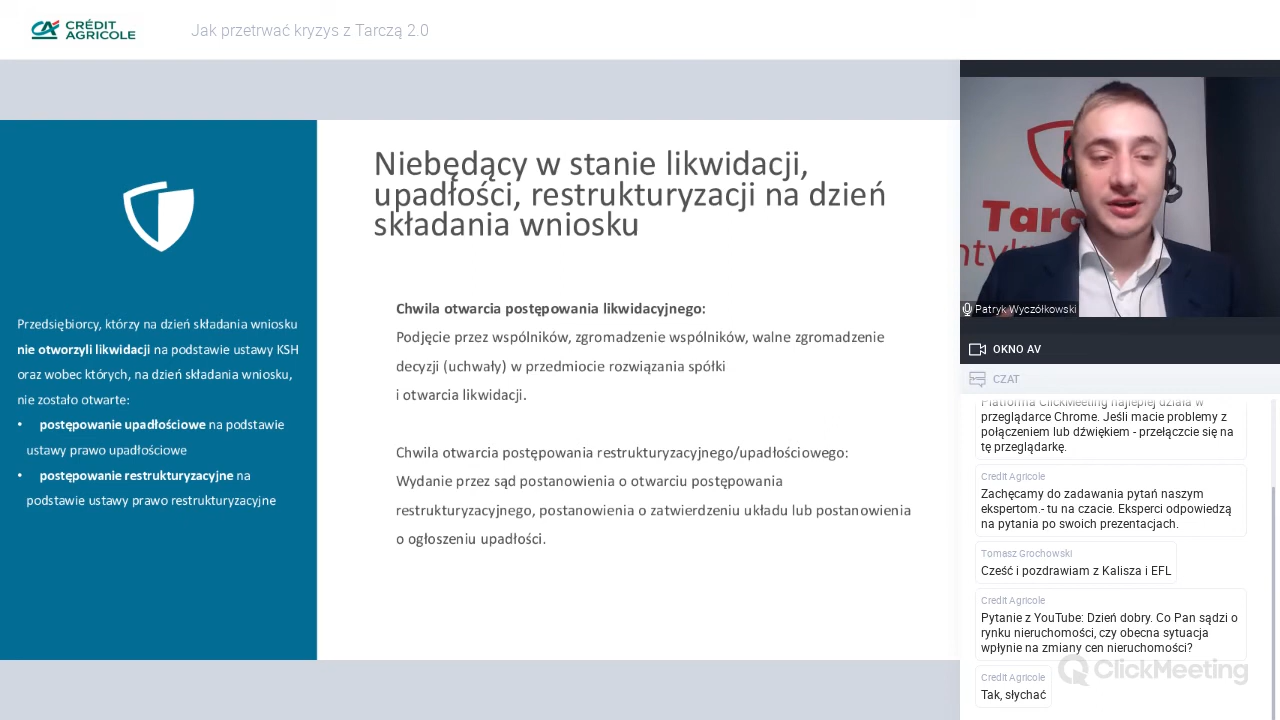 CRÉDIT
AGRICOLE
Jak przetrwać kryzys z Tarczą 2.0
Przedsiębiorcy, którzy na dzień składania wniosku
nie otworzyli likwidacji na podstawie ustawy KSH
oraz wobec których, na dzień składania wniosku,
nie zostało otwarte:
• postępowanie upadłościowe na podstawie
ustawy prawo upadłościowe
• postępowanie restrukturyzacyjne na
podstawie ustawy prawo restrukturyzacyjne
Niebędący w stanie likwidacji,
upadłości, restrukturyzacji na dzień
składania wniosku
Chwila otwarcia postępowania likwidacyjnego:
Podjęcie przez wspólników, zgromadzenie wspólników, walne zgromadzenie
decyzji (uchwały) w przedmiocie rozwiązania spółki
i otwarcia likwidacji.
Chwila otwarcia postępowania restrukturyzacyjnego/upadłościowego:
Wydanie przez sąd postanowienia o otwarciu postępowania
restrukturyzacyjnego, postanowienia o zatwierdzeniu układu lub postanowienia
o ogłoszeniu upadłości.
Tarc
ntyk
Patryk Wyczółkowski
OKNO AV
CZAT
Platforma ClickMeeting najlepiej działa w
przeglądarce Chrome. Jeśli macie problemy z
połączeniem lub dźwiękiem - przełączcie się na
tę przeglądarkę.
Credit Agricole
Zachęcamy do zadawania pytań naszym
ekspertom.- tu na czacie. Eksperci odpowiedzą
na pytania po swoich prezentacjach.
Tomasz Grochowski
Cześć i pozdrawiam z Kalisza i EFL
Credit Agricole
Pytanie z YouTube: Dzień dobry. Co Pan sądzi o
rynku nieruchomości, czy obecna sytuacja
wpłynie na zmiany cen nieruchomości?
Credit Agricole
Tak, słychać
ClickMeeting